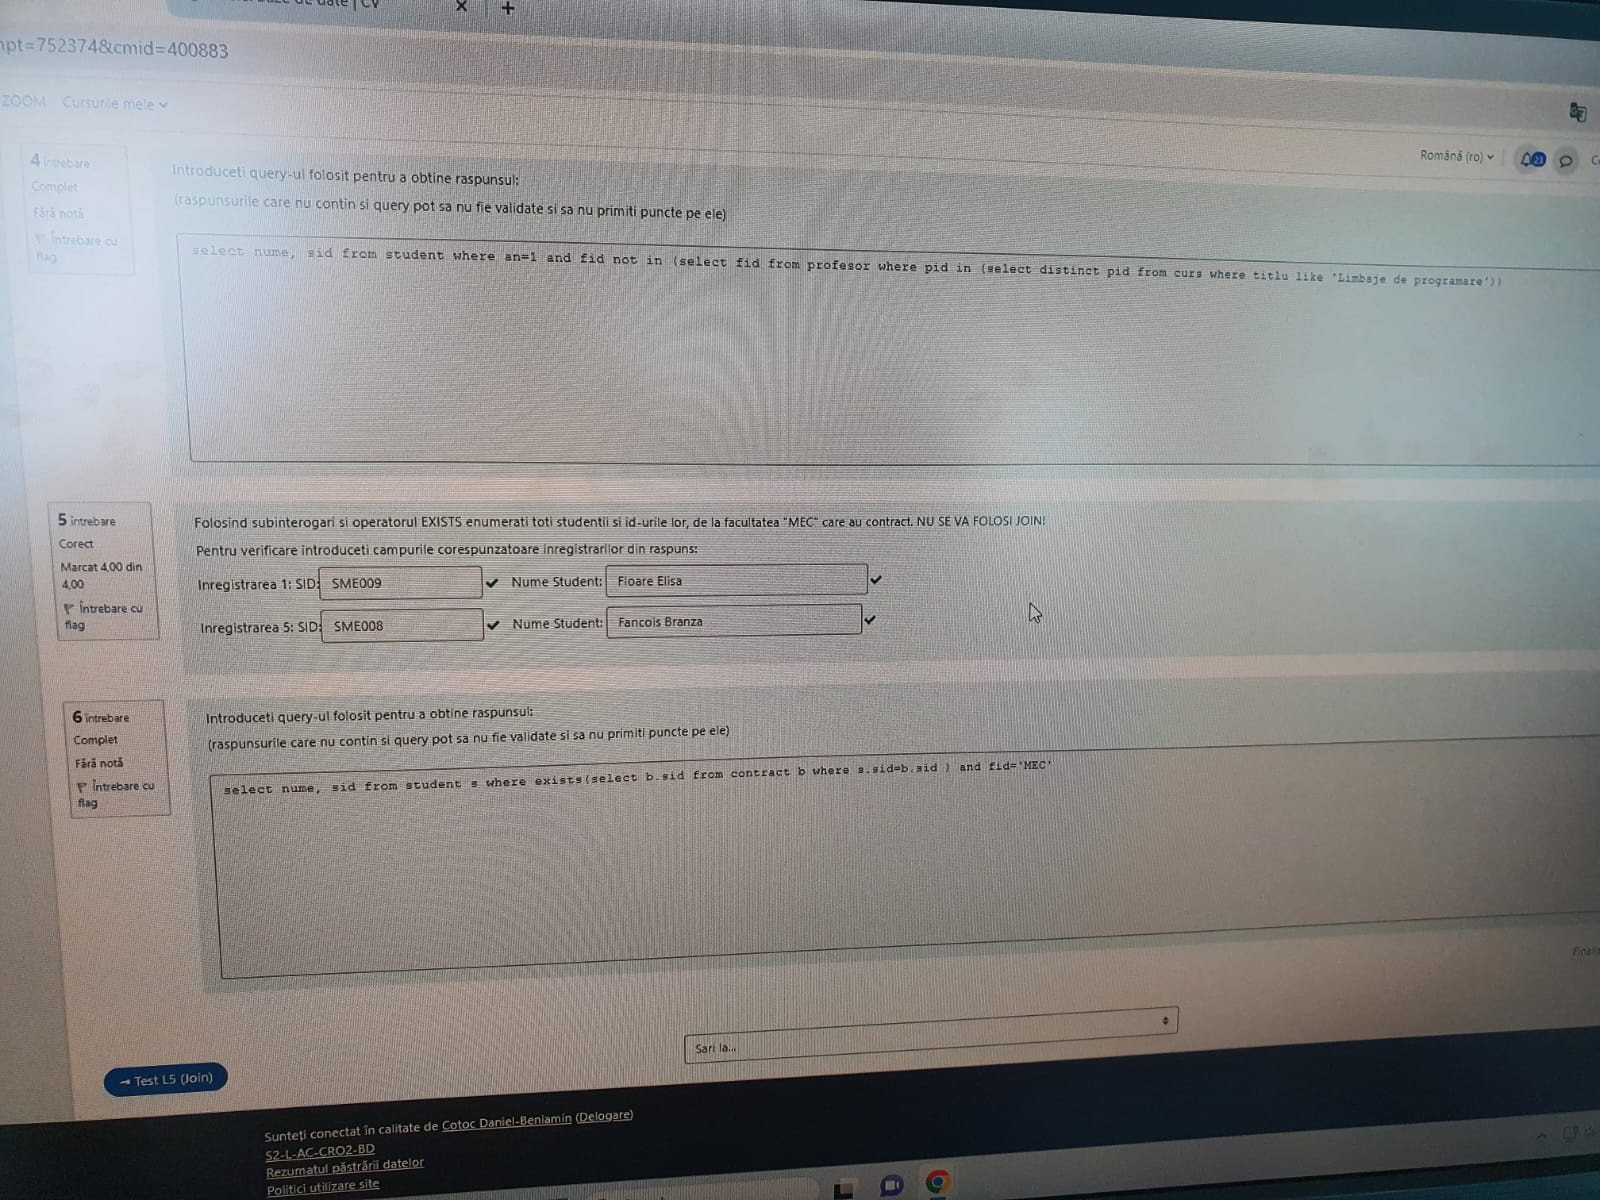 mpt=752374&cmid=400883
ZOOM Cursurile mele
Română (ro)
4 întrebare
Complet
Fără notă
Întrebare cu
flag
Introduceti query-ul folosit pentru a obtine raspunsul:
(raspunsurile care nu contin si query pot sa nu fie validate si sa nu primiti puncte pe ele)
select nume, sid from student where an=1 and fid not in (select fid from profesor where pid in (select distinct pid from curs where titlu like 'Limbaje de programare'))
5 întrebare
Corect
Marcat 4,00 din
4,00
Întrebare cu
flag
Folosind subinterogari si operatorul EXISTS enumerati toti studentii si id-urile lor, de la facultatea "MEC" care au contract. NU SE VA FOLOSI JOIN!
Pentru verificare introduceti campurile corespunzatoare inregistrarilor din raspuns:
Inregistrarea 1: SID: SME009 Nume Student: Fioare Elisa
Inregistrarea 5: SID: SME008 Nume Student: Fancois Branza
6 întrebare
Complet
Fără notă
Întrebare cu
flag
Introduceti query-ul folosit pentru a obtine raspunsul:
(raspunsurile care nu contin si query pot sa nu fie validate si sa nu primiti puncte pe ele)
select nume, sid from student s where exists(select b.sid from contract b where s.sid=b.sid ) and fid='MEC'
Sari la...
Test L5 (Join)
Sunteți conectat în calitate de Cotoc Daniel-Beniamin (Delogare)
S2-L-AC-CRO2-BD
Rezumatul păstrării datelor
Politici utilizare site